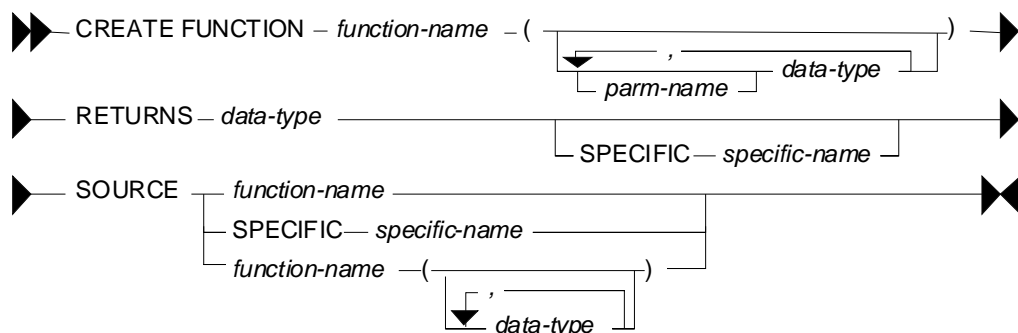 CREATE FUNCTION function-name ( )
,
parm-name data-type
RETURNS data-type
SPECIFIC specific-name
SOURCE function-name
SPECIFIC specific-name
function-name ( )
,
data-type